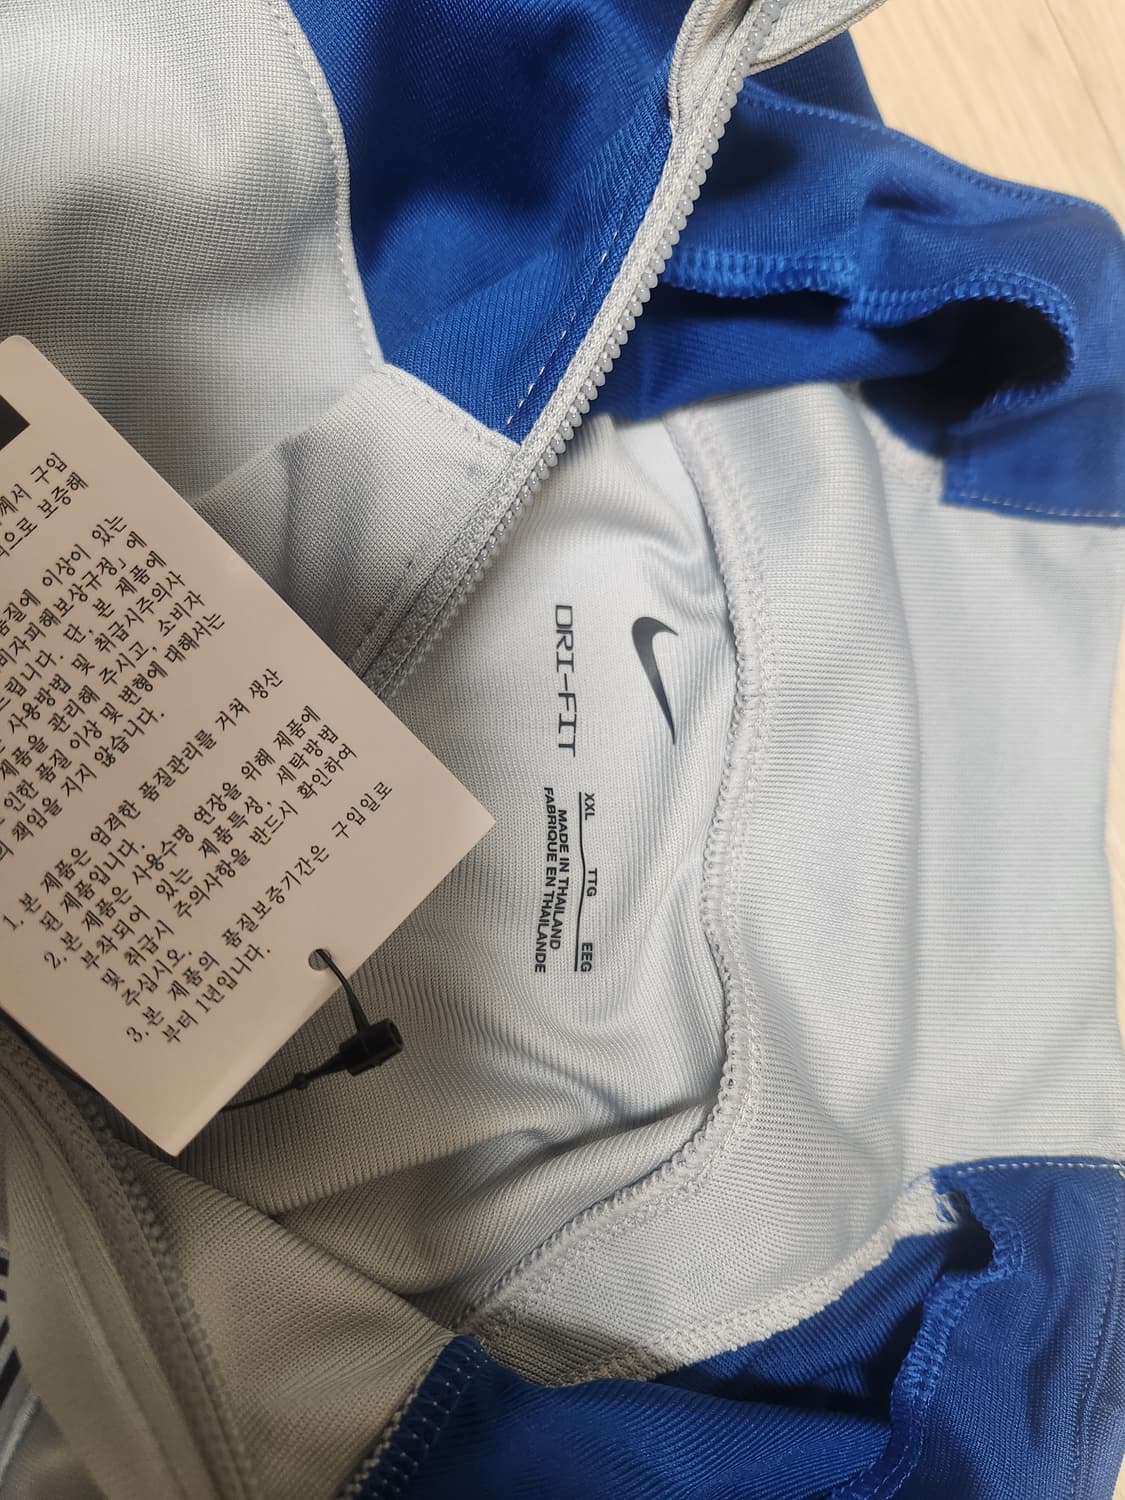 께서 구입
으로 보증해
품질에 이상이 있는
비자피해보상규정」에
드립니다. 단, 본 제품에
사용방법 및 취급시주의사
제품을 관리해 주시고, 소비자
인한 품질 이상 및 변형에 대해서는
책임을 지지 않습니다.
1. 본 제품은 엄격한 품질관리를 거쳐 생산
된 제품입니다.
2. 본 제품은 사용수명 연장을 위해 제품에
부착되어 있는 제품특성, 세탁방법
및 취급시 주의사항을 반드시 확인하여
주십시오.
3. 본 제품의 품질보증기간은 구입일로
부터 1년입니다.
DRI-FIT
XXL TTG EEG
MADE IN THAILAND
FABRIQUE EN THAILANDE